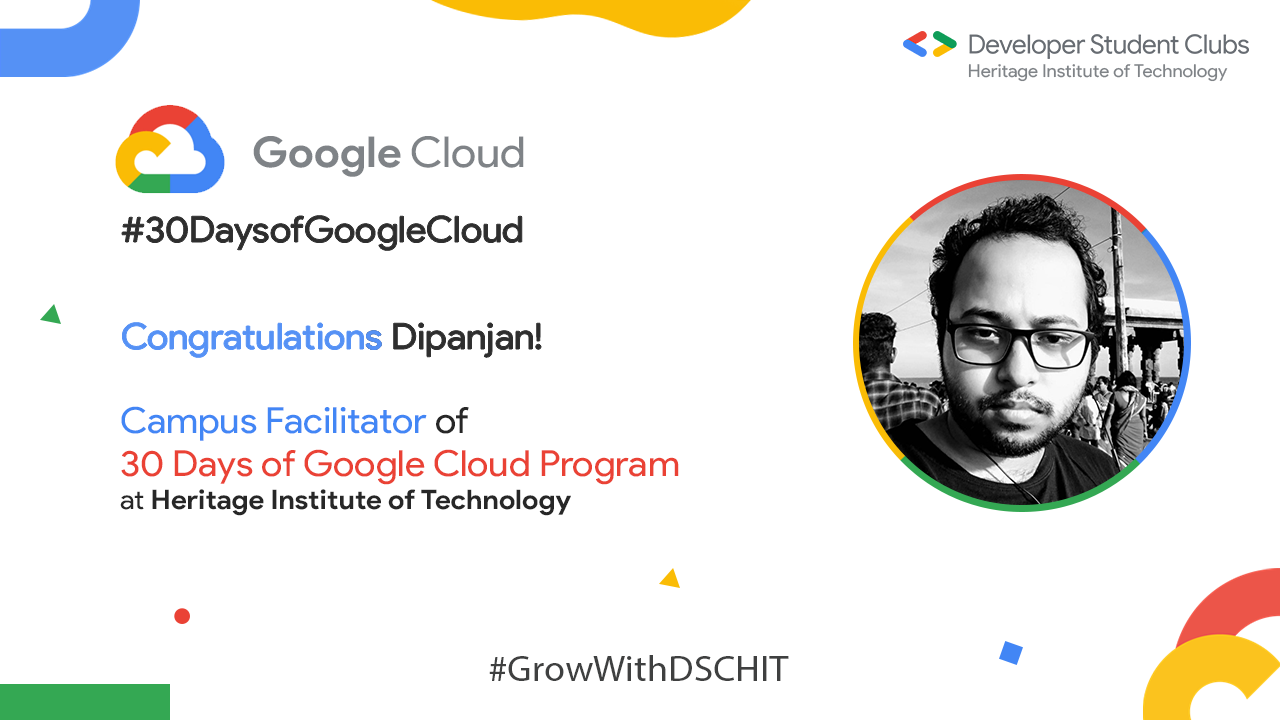 Developer Student Clubs
Heritage Institute of Technology
Google Cloud
#30DaysofGoogleCloud
Congratulations Dipanjan!
Campus Facilitator of
30 Days of Google Cloud Program
at Heritage Institute of Technology
#GrowWithDSCHIT